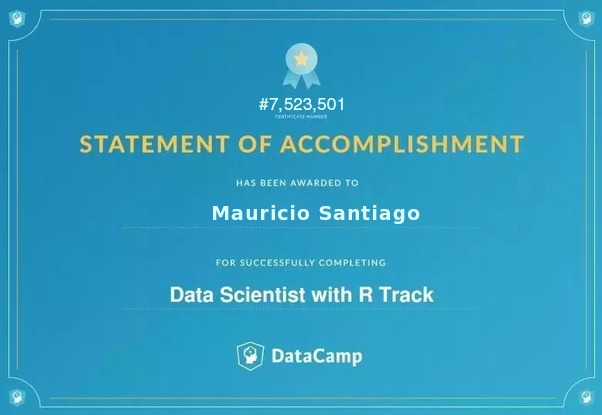 #7,523,501
CERTIFICATE NUMBER
STATEMENT OF ACCOMPLISHMENT
HAS BEEN AWARDED TO
Mauricio Santiago
FOR SUCCESSFULLY COMPLETING
Data Scientist with R Track
DataCamp